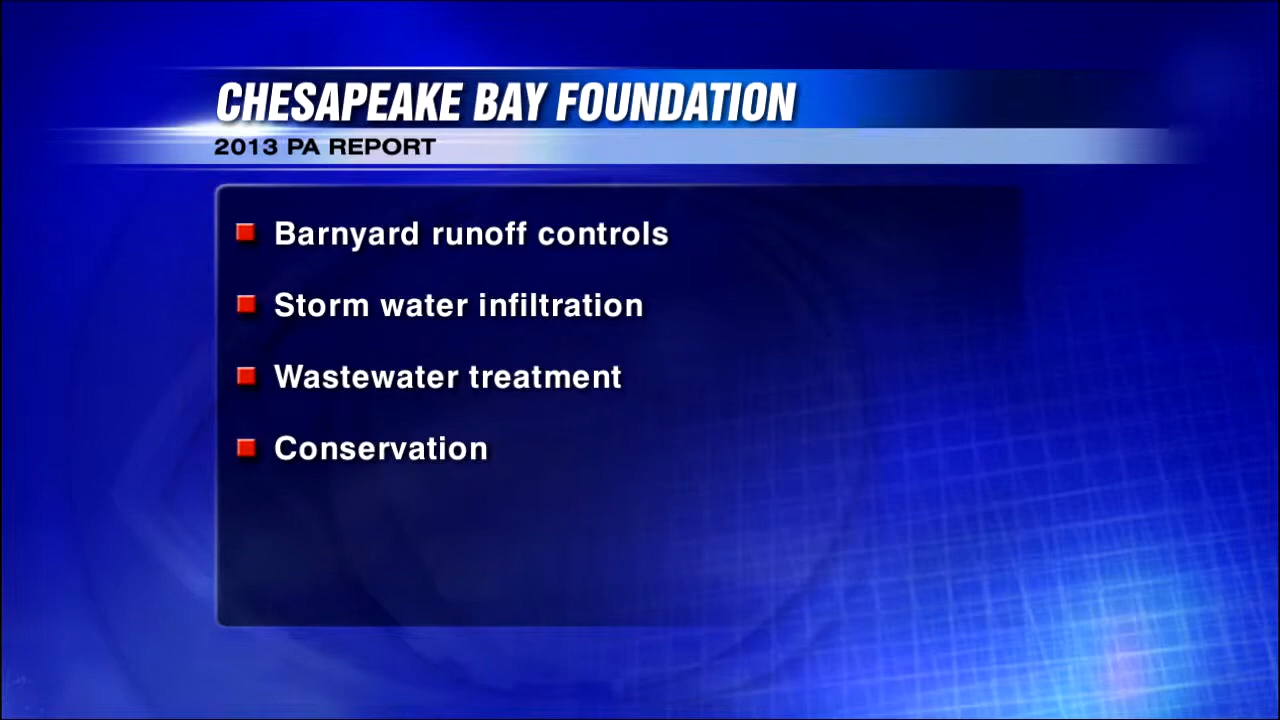 CHESAPEAKE BAY FOUNDATION
2013 PA REPORT
Barnyard runoff controls
Storm water infiltration
Wastewater treatment
Conservation